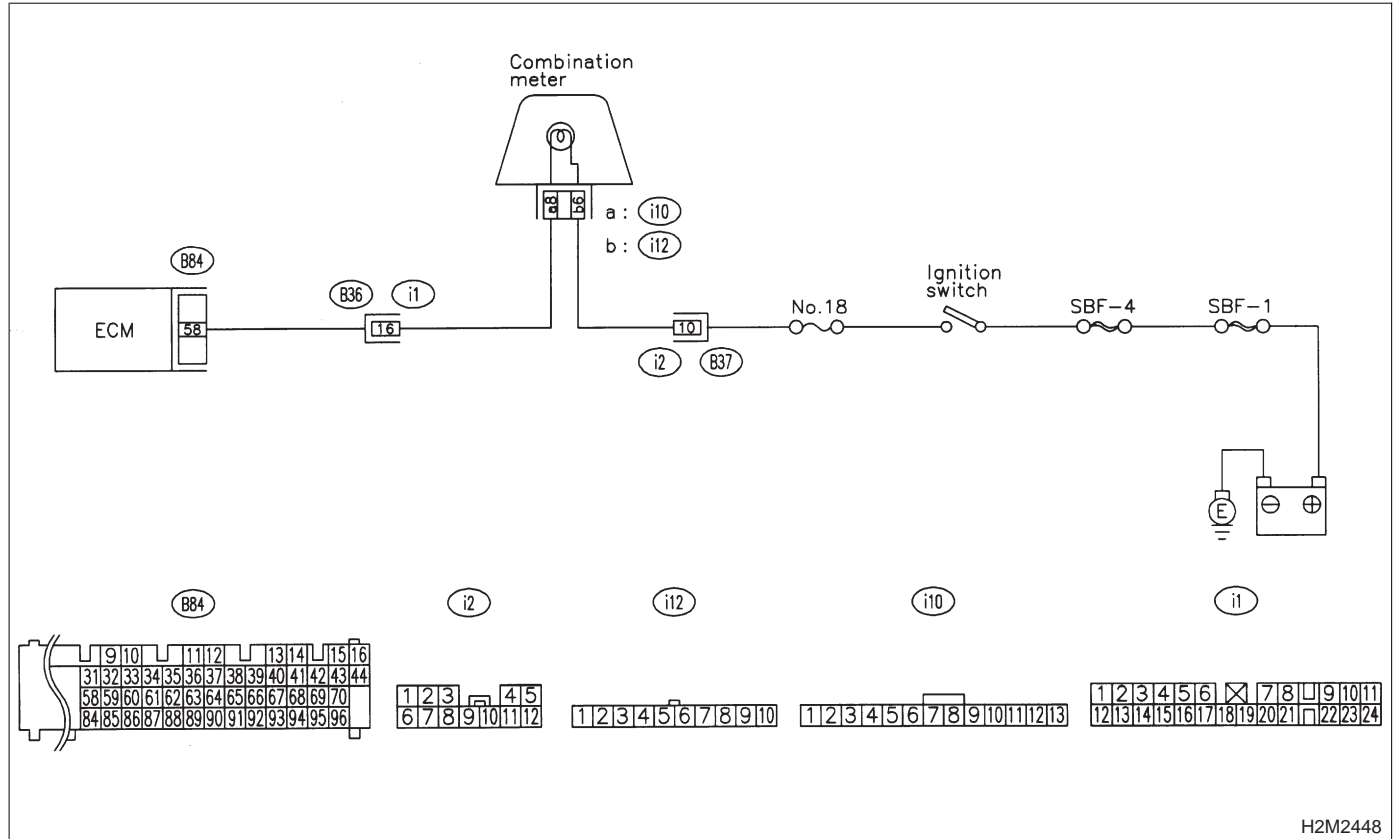 Combination
meter
a8
b6
a : i10
b : i12
B84
B36
i1
Ignition
switch
ECM
58
16
10
No.18
SBF-4
SBF-1
i2
B37
E
⊖ ⊕
B84
i2
i12
i10
i1
9 10 11 12 13 14 15 16
31 32 33 34 35 36 37 38 39 40 41 42 43 44
58 59 60 61 62 63 64 65 66 67 68 69 70
84 85 86 87 88 89 90 91 92 93 94 95 96
1 2 3 4 5
6 7 8 9 10 11 12
1 2 3 4 5 6 7 8 9 10
1 2 3 4 5 6 7 8 9 10 11 12 13
1 2 3 4 5 6 7 8 9 10 11
12 13 14 15 16 17 18 19 20 21 22 23 24
H2M2448